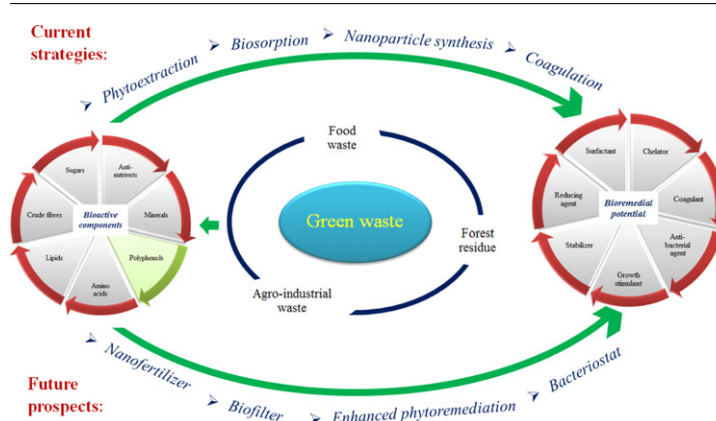 Current
strategies:
Phytoextraction
Biosorption
Nanoparticle synthesis
Coagulation
Sugars
Anti-
nutrients
Minerals
Polyphenols
Amino
acids
Lipids
Crude fibres
Bioactive
components
Food
waste
Green waste
Forest
residue
Agro-industrial
waste
Surfactant
Chelator
Coagulant
Anti-
bacterial
agent
Growth
stimulant
Stabilizer
Reducing
agent
Bioremedial
potential
Future
prospects:
Nanofertilizer
Biofilter
Enhanced phytoremediation
Bacteriostat